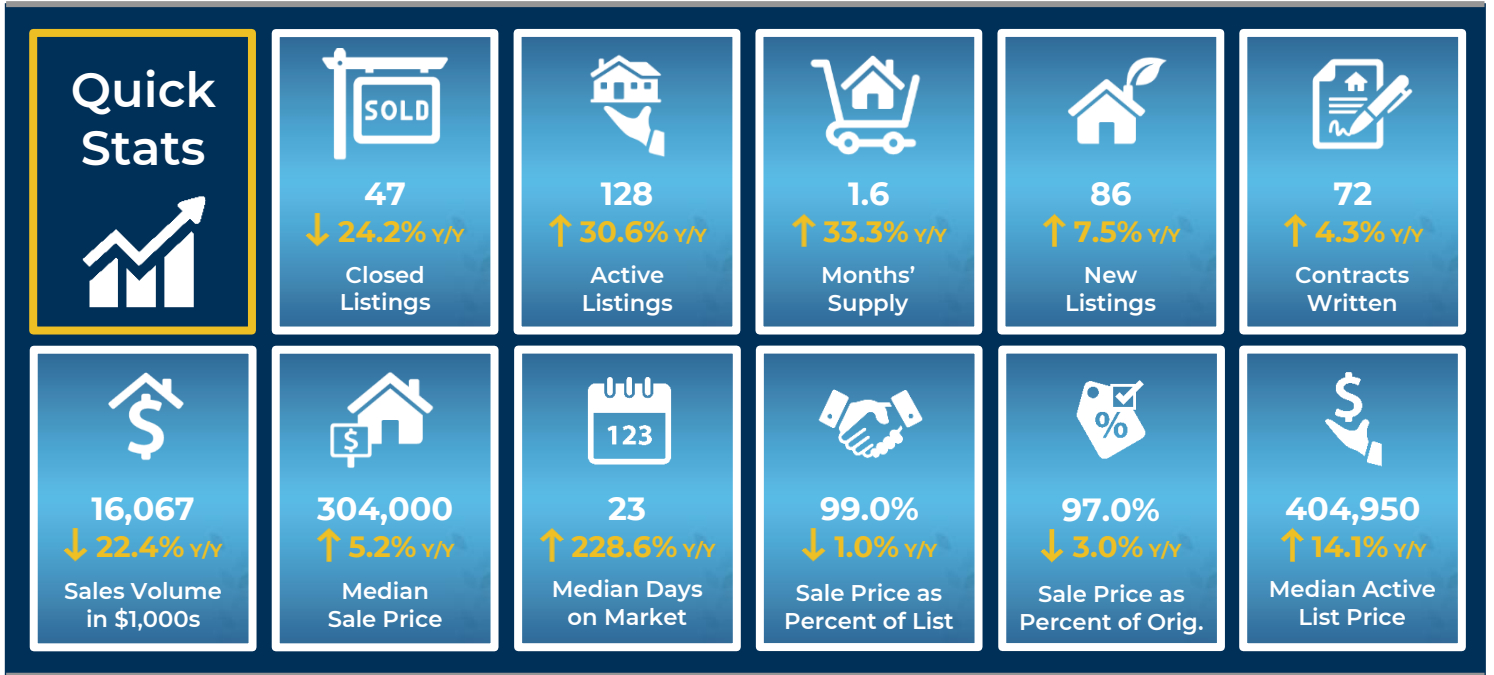 Quick
Stats
SOLD
47
↓ 24.2% Y/Y
Closed
Listings
128
↑ 30.6% Y/Y
Active
Listings
1.6
↑ 33.3% Y/Y
Months’
Supply
86
↑ 7.5% Y/Y
New
Listings
72
↑ 4.3% Y/Y
Contracts
Written
$
16,067
↓ 22.4% Y/Y
Sales Volume
in $1,000s
$
304,000
↑ 5.2% Y/Y
Median
Sale Price
123
23
↑ 228.6% Y/Y
Median Days
on Market
99.0%
↓ 1.0% Y/Y
Sale Price as
Percent of List
%
97.0%
↓ 3.0% Y/Y
Sale Price as
Percent of Orig.
$
404,950
↑ 14.1% Y/Y
Median Active
List Price